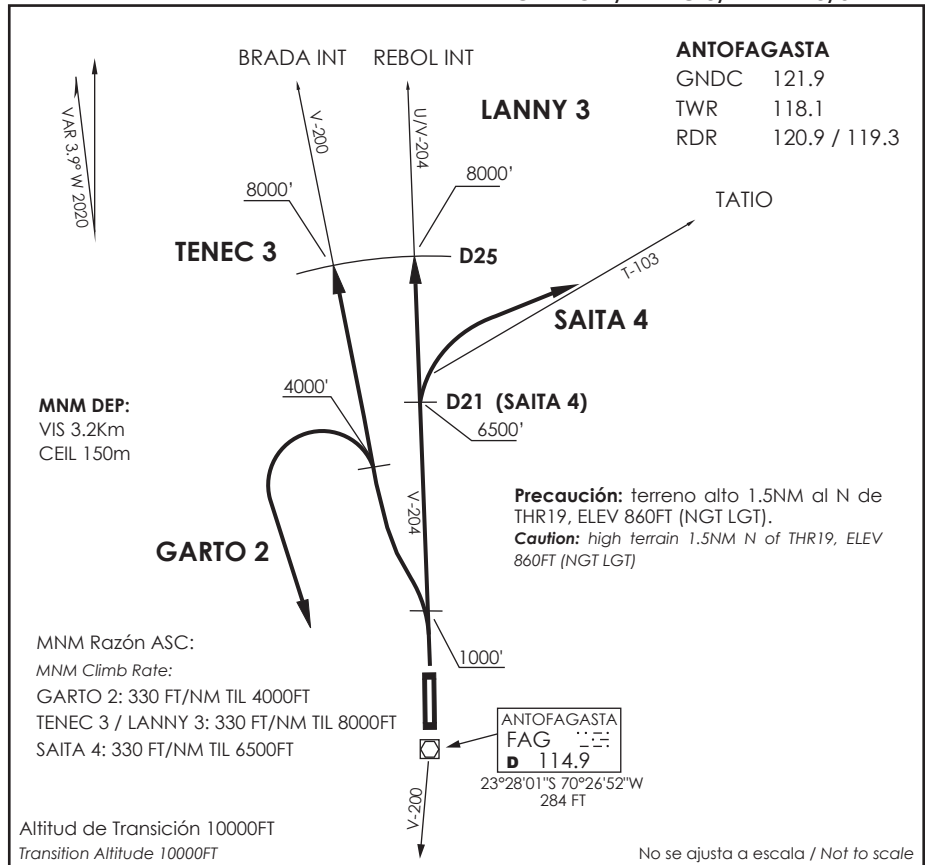 BRADA INT
REBOL INT
ANTOFAGASTA
GNDC 121.9
TWR 118.1
RDR 120.9 / 119.3
LANNY 3
VAR 3.9° W 2020
V-200
U/V-204
8000'
8000'
TATIO
TENEC 3
D25
T-103
SAITA 4
4000'
D21 (SAITA 4)
6500'
MNM DEP:
VIS 3.2Km
CEIL 150m
V-204
Precaución: terreno alto 1.5NM al N de
THR19, ELEV 860FT (NGT LGT).
Caution: high terrain 1.5NM N of THR19, ELEV
860FT (NGT LGT)
GARTO 2
1000'
MNM Razón ASC:
MNM Climb Rate:
GARTO 2: 330 FT/NM TIL 4000FT
TENEC 3 / LANNY 3: 330 FT/NM TIL 8000FT
SAITA 4: 330 FT/NM TIL 6500FT
ANTOFAGASTA
FAG
D 114.9
23°28'01"S 70°26'52"W
284 FT
V-200
Altitud de Transición 10000FT
Transition Altitude 10000FT
No se ajusta a escala / Not to scale